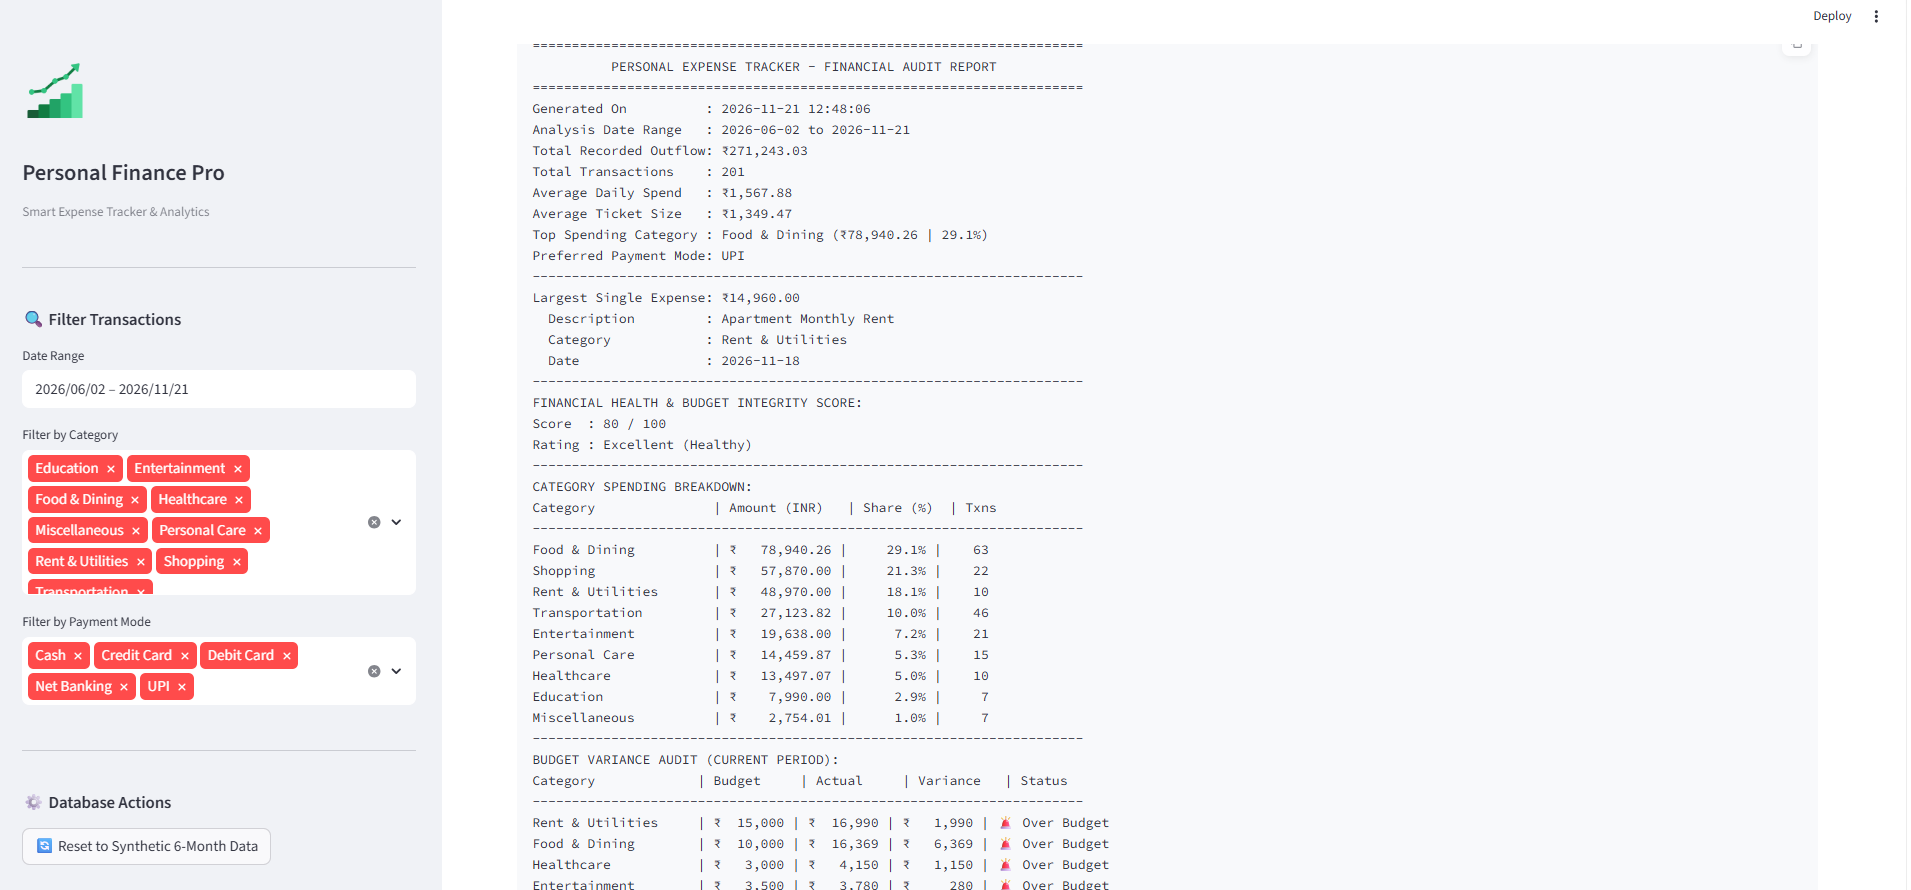 Deploy
Personal Finance Pro
Smart Expense Tracker & Analytics
🔍 Filter Transactions
Date Range
2026/06/02 – 2026/11/21
Filter by Category
Education × Entertainment ×
Food & Dining × Healthcare ×
Miscellaneous × Personal Care ×
Rent & Utilities × Shopping ×
Transportation ×
Filter by Payment Mode
Cash × Credit Card × Debit Card ×
Net Banking × UPI ×
⚙️ Database Actions
🔄 Reset to Synthetic 6-Month Data
======================================================================
PERSONAL EXPENSE TRACKER - FINANCIAL AUDIT REPORT
======================================================================
Generated On          : 2026-11-21 12:48:06
Analysis Date Range   : 2026-06-02 to 2026-11-21
Total Recorded Outflow: ₹271,243.03
Total Transactions    : 201
Average Daily Spend   : ₹1,567.88
Average Ticket Size   : ₹1,349.47
Top Spending Category : Food & Dining (₹78,940.26 | 29.1%)
Preferred Payment Mode: UPI
----------------------------------------------------------------------
Largest Single Expense: ₹14,960.00
  Description         : Apartment Monthly Rent
  Category            : Rent & Utilities
  Date                : 2026-11-18
----------------------------------------------------------------------
FINANCIAL HEALTH & BUDGET INTEGRITY SCORE:
Score  : 80 / 100
Rating : Excellent (Healthy)
----------------------------------------------------------------------
CATEGORY SPENDING BREAKDOWN:
Category               | Amount (INR)   | Share (%)  | Txns
----------------------------------------------------------------------
Food & Dining          | ₹   78,940.26 |     29.1% |    63
Shopping               | ₹   57,870.00 |     21.3% |    22
Rent & Utilities       | ₹   48,970.00 |     18.1% |    10
Transportation         | ₹   27,123.82 |     10.0% |    46
Entertainment          | ₹   19,638.00 |      7.2% |    21
Personal Care          | ₹   14,459.87 |      5.3% |    15
Healthcare             | ₹   13,497.07 |      5.0% |    10
Education              | ₹    7,990.00 |      2.9% |     7
Miscellaneous          | ₹    2,754.01 |      1.0% |     7
----------------------------------------------------------------------
BUDGET VARIANCE AUDIT (CURRENT PERIOD):
Category             | Budget     | Actual     | Variance   | Status
----------------------------------------------------------------------
Rent & Utilities     | ₹  15,000 | ₹  16,990 | ₹   1,990 | 🚨 Over Budget
Food & Dining        | ₹  10,000 | ₹  16,369 | ₹   6,369 | 🚨 Over Budget
Healthcare           | ₹   3,000 | ₹   4,150 | ₹   1,150 | 🚨 Over Budget
Entertainment        | ₹   3,500 | ₹   3,780 | ₹     280 | 🚨 Over Budget